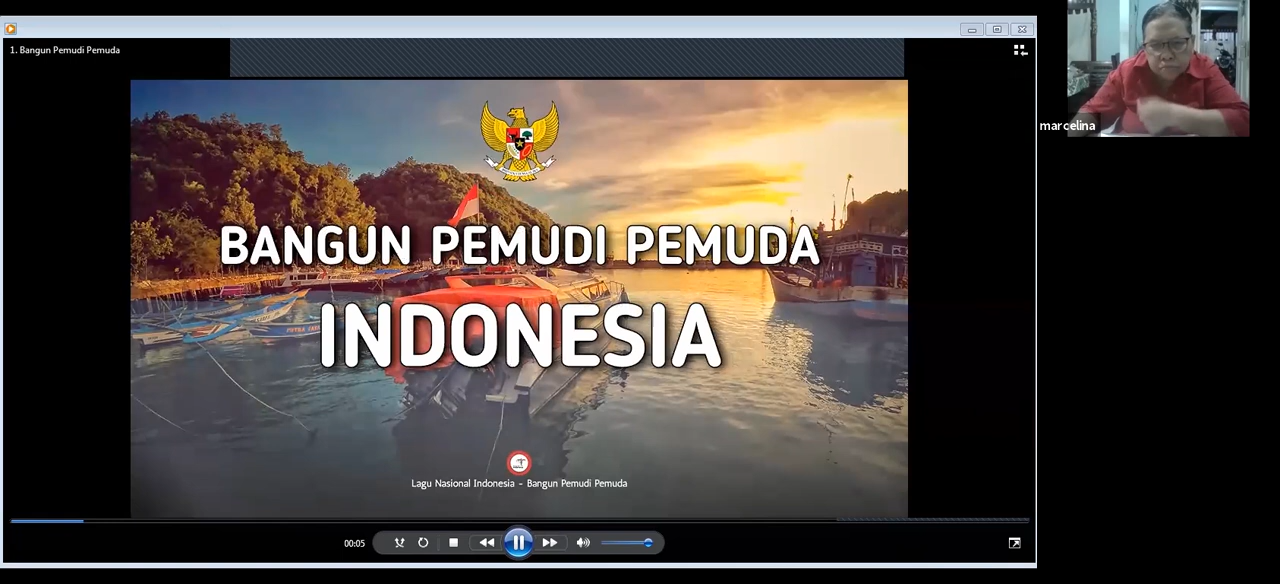 1. Bangun Pemudi Pemuda
marcelina
BANGUN PEMUDI PEMUDA
INDONESIA
Lagu Nasional Indonesia - Bangun Pemudi Pemuda
00:05